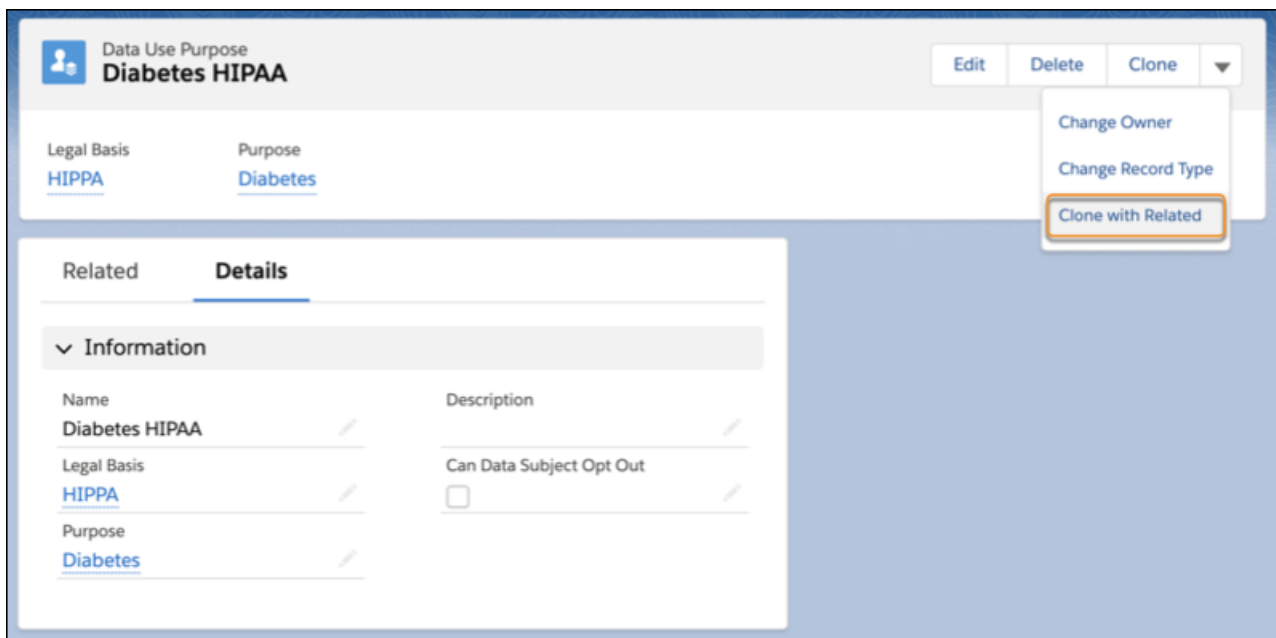 Data Use Purpose
Diabetes HIPAA
Edit
Delete
Clone
Change Owner
Change Record Type
Clone with Related
Legal Basis
Purpose
HIPPA
Diabetes
Related
Details
Information
Name
Description
Diabetes HIPAA
Legal Basis
Can Data Subject Opt Out
HIPPA
Purpose
Diabetes